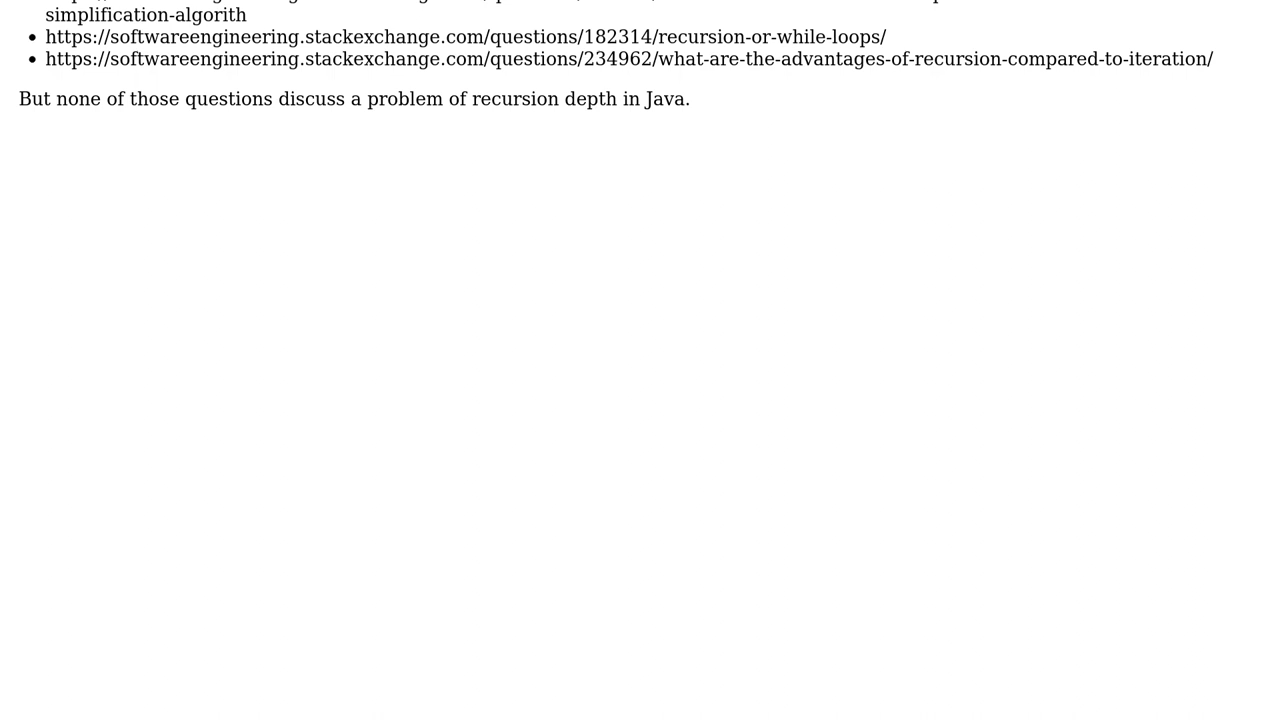 simplification-algorith
• https://softwareengineering.stackexchange.com/questions/182314/recursion-or-while-loops/
• https://softwareengineering.stackexchange.com/questions/234962/what-are-the-advantages-of-recursion-compared-to-iteration/
But none of those questions discuss a problem of recursion depth in Java.